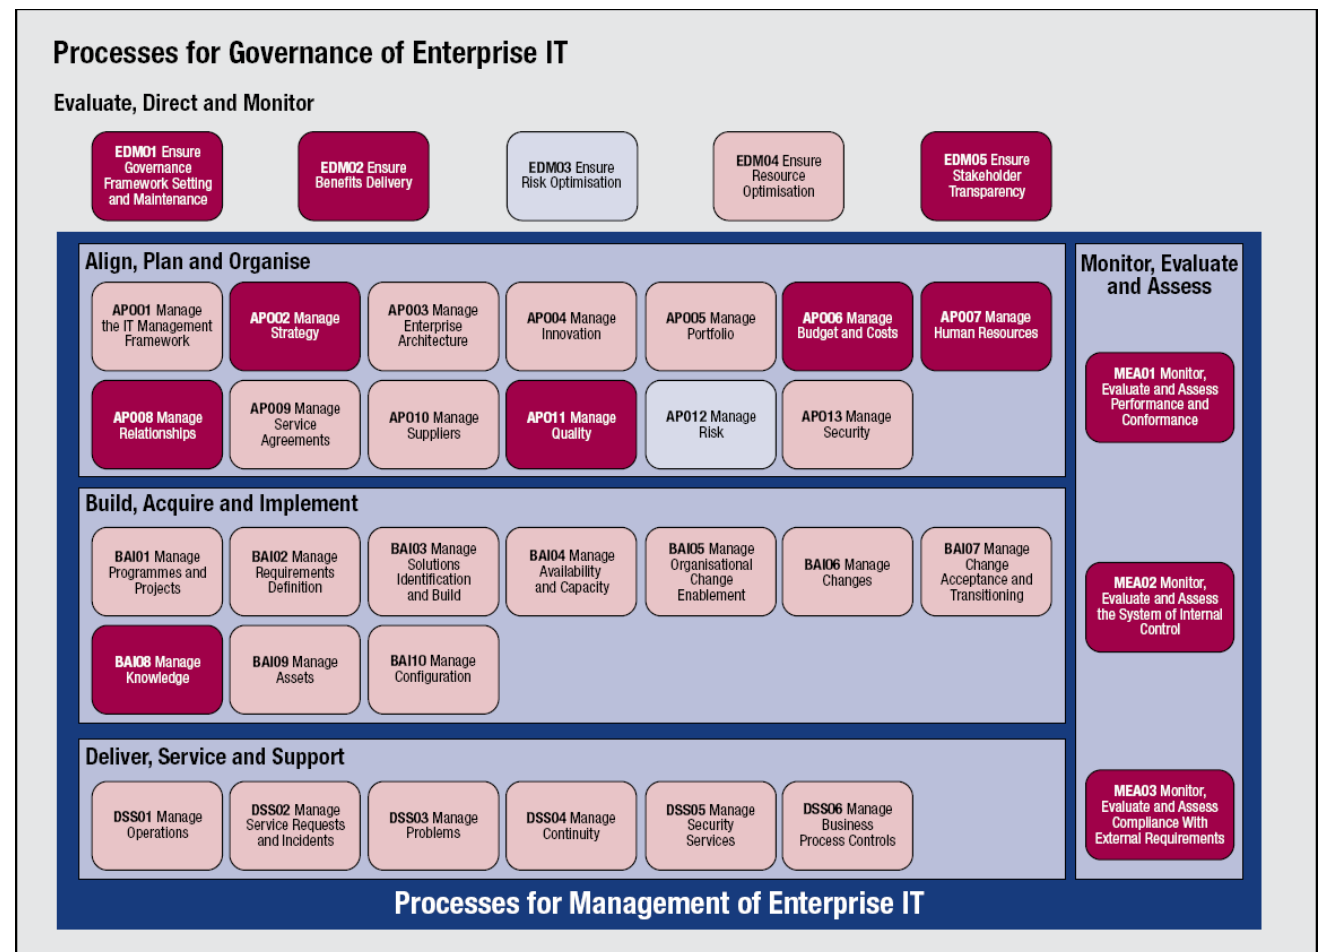 Processes for Governance of Enterprise IT
Evaluate, Direct and Monitor
EDM01 Ensure
Governance
Framework Setting
and Maintenance
EDM02 Ensure
Benefits Delivery
EDM03 Ensure
Risk Optimisation
EDM04 Ensure
Resource
Optimisation
EDM05 Ensure
Stakeholder
Transparency
Align, Plan and Organise
APO01 Manage
the IT Management
Framework
APO02 Manage
Strategy
APO03 Manage
Enterprise
Architecture
APO04 Manage
Innovation
APO05 Manage
Portfolio
APO06 Manage
Budget and Costs
APO07 Manage
Human Resources
APO08 Manage
Relationships
APO09 Manage
Service
Agreements
APO10 Manage
Suppliers
APO11 Manage
Quality
APO12 Manage
Risk
APO13 Manage
Security
Build, Acquire and Implement
BAI01 Manage
Programmes and
Projects
BAI02 Manage
Requirements
Definition
BAI03 Manage
Solutions
Identification
and Build
BAI04 Manage
Availability
and Capacity
BAI05 Manage
Organisational
Change
Enablement
BAI06 Manage
Changes
BAI07 Manage
Change
Acceptance and
Transitioning
BAI08 Manage
Knowledge
BAI09 Manage
Assets
BAI10 Manage
Configuration
Deliver, Service and Support
DSS01 Manage
Operations
DSS02 Manage
Service Requests
and Incidents
DSS03 Manage
Problems
DSS04 Manage
Continuity
DSS05 Manage
Security
Services
DSS06 Manage
Business
Process Controls
Monitor, Evaluate
and Assess
MEA01 Monitor,
Evaluate and Assess
Performance and
Conformance
MEA02 Monitor,
Evaluate and Assess
the System of Internal
Control
MEA03 Monitor,
Evaluate and Assess
Compliance With
External Requirements
Processes for Management of Enterprise IT